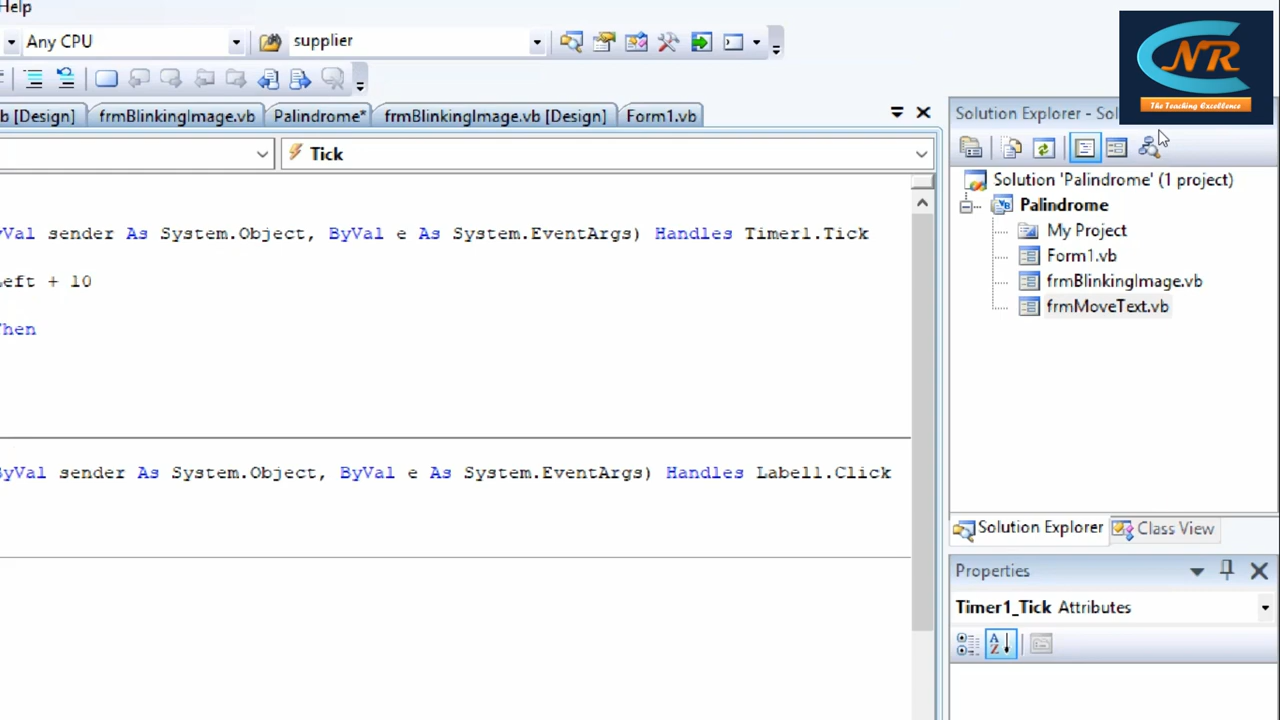 Help
Any CPU
supplier
NR
The Teaching Excellence
b [Design]
frmBlinkingImage.vb
Palindrome*
frmBlinkingImage.vb [Design]
Form1.vb
Solution Explorer - Sol
Tick
Solution 'Palindrome' (1 project)
Palindrome
My Project
Form1.vb
frmBlinkingImage.vb
frmMoveText.vb
yVal sender As System.Object, ByVal e As System.EventArgs) Handles Timer1.Tick
Left + 10
Then
ByVal sender As System.Object, ByVal e As System.EventArgs) Handles Label1.Click
Solution Explorer
Class View
Properties
Timer1_Tick Attributes